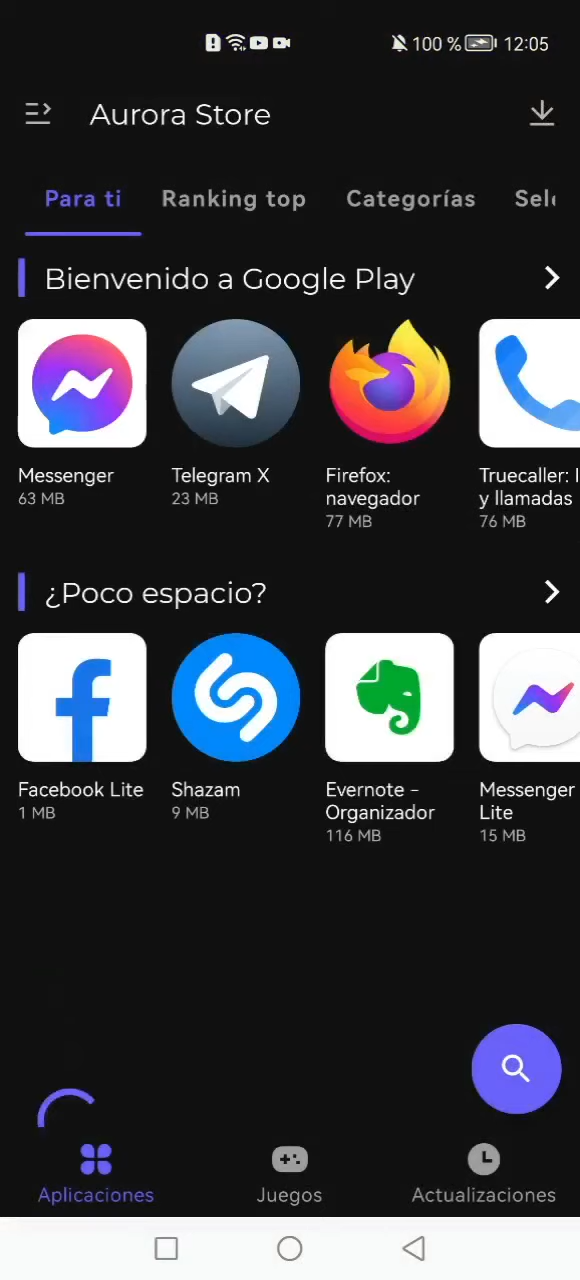 100 % 12:05
Aurora Store
Para ti Ranking top Categorías
Bienvenido a Google Play
Messenger
63 MB
Telegram X
23 MB
Firefox:
navegador
77 MB
Truecaller:
y llamadas
76 MB
¿Poco espacio?
Facebook Lite
1 MB
Shazam
9 MB
Evernote -
Organizador
116 MB
Messenger
Lite
15 MB
Aplicaciones Juegos Actualizaciones